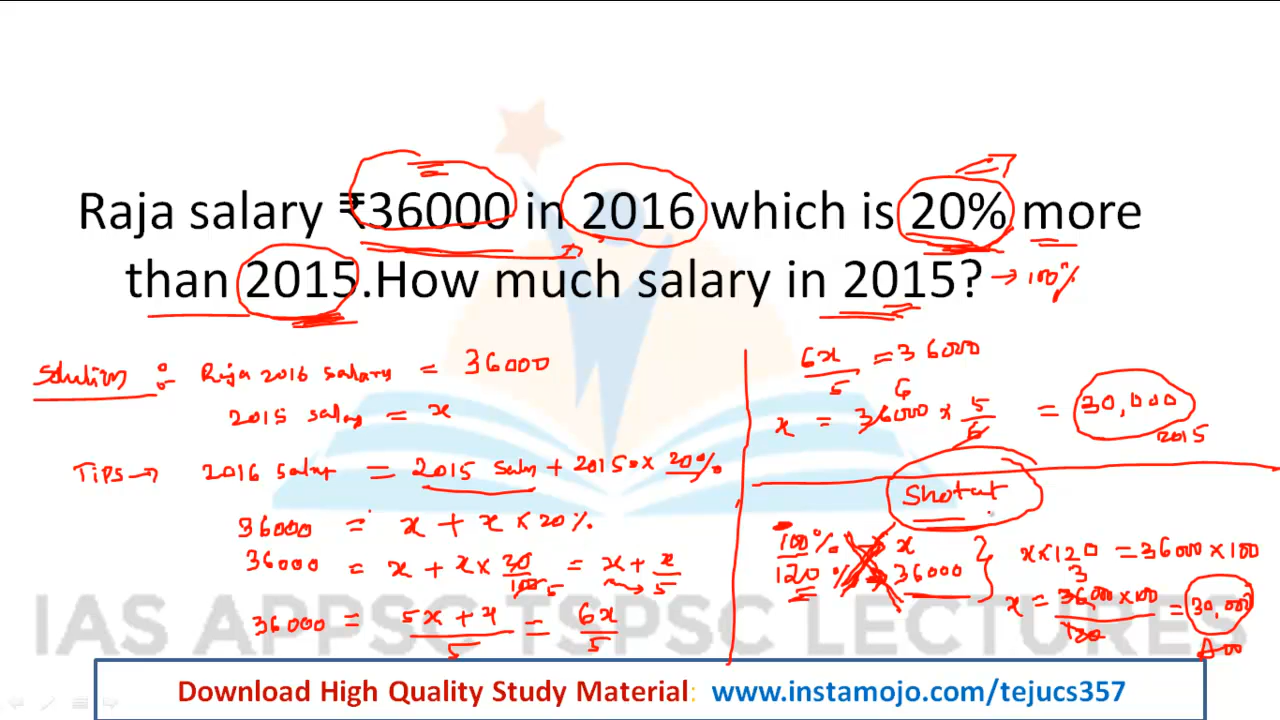 Raja salary ₹36000 in 2016 which is 20% more
than 2015.How much salary in 2015?
→ 100%
Solution :- Raja 2016 salary = 36000
2015 salary = x
Tips → 2016 salary = 2015 salary + 2015 × 20%
36000 = x + x × 20%
36000 = x + x × 20/100 5 = x + x/5
36000 = 5x + x/5 = 6x/5
6x/5 = 36000
x = 36000 × 5/6 = 30,000
6
2015
Shotcut
100% x
120% 36000
x × 120 = 36000 × 100
3
x = 36000 × 100/120 = 30,000
IAS APPSC TSPSC LECTURES
Download High Quality Study Material: www.instamojo.com/tejucs357